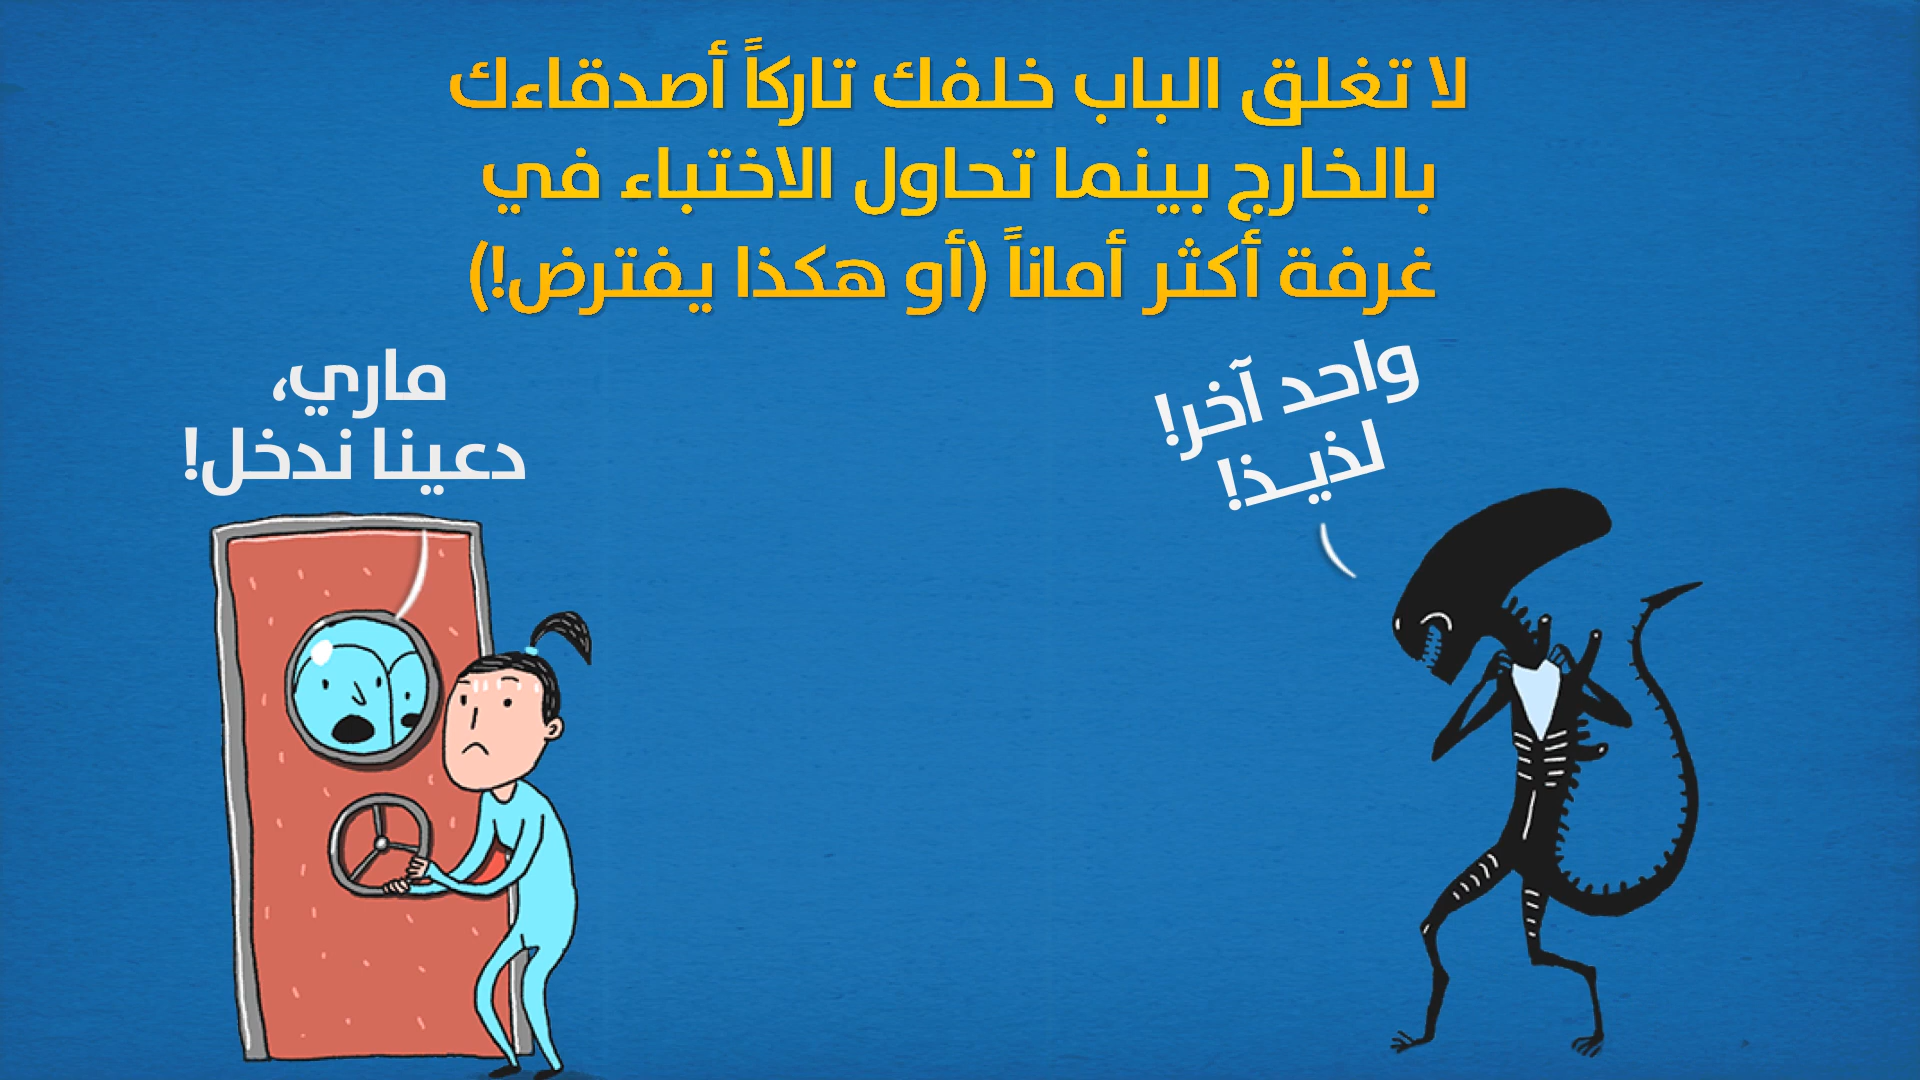 لا تغلق الباب خلفك تاركاً أصدقاءك
بالخارج بينما تحاول الاختباء في
غرفة أكثر أماناً (أو هكذا يفترض!)
واحد آخر!
لذيـذ!
ماري،
دعينا ندخل!